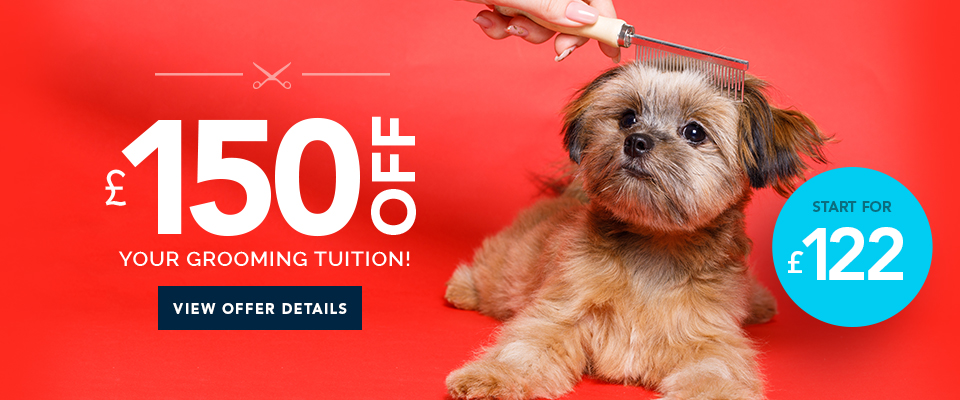 £150 OFF
YOUR GROOMING TUITION!
VIEW OFFER DETAILS
START FOR
£122